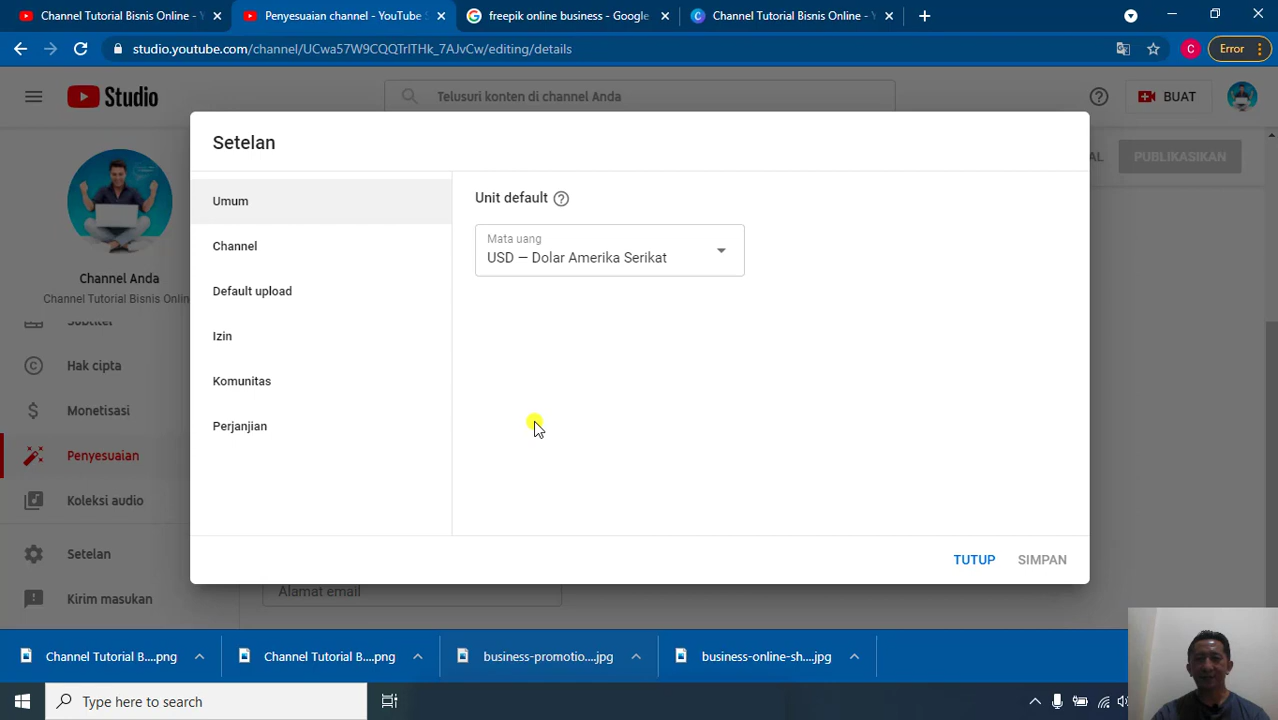 Channel Tutorial Bisnis Online - Y
Penyesuaian channel - YouTube S
freepik online business - Google
Channel Tutorial Bisnis Online -
studio.youtube.com/channel/UCwa57W9CQQTrITHk_7AJvCw/editing/details
C
Error
Studio
Telusuri konten di channel Anda
BUAT
Setelan
AL
PUBLIKASIKAN
Umum
Channel
Default upload
Izin
Komunitas
Perjanjian
Unit default
Mata uang
USD — Dolar Amerika Serikat
Channel Anda
Channel Tutorial Bisnis Onlin
Subtitel
Hak cipta
Monetisasi
Penyesuaian
Koleksi audio
Setelan
Kirim masukan
TUTUP
SIMPAN
Alamat email
Channel Tutorial B....png
Channel Tutorial B....png
business-promotio....jpg
business-online-sh....jpg
Type here to search